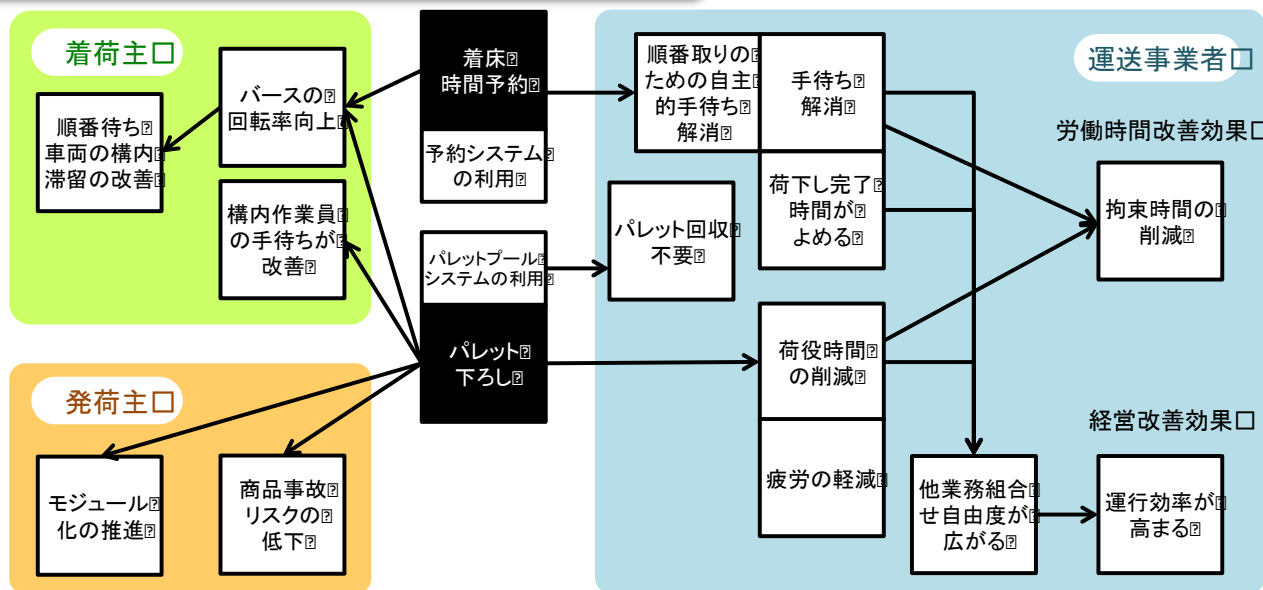 着荷主
順番待ち
車両の構内
滞留の改善
バースの
回転率向上
構内作業員
の手待ちが
改善
発荷主
モジュール
化の推進
商品事故
リスクの
低下
着床
時間予約
予約システム
の利用
パレットプール
システムの利用
パレット
下ろし
運送事業者
順番取りの
ための自主
的手待ち
解消
手待ち
解消
荷下し完了
時間が
よめる
パレット回収
不要
荷役時間
の削減
疲労の軽減
労働時間改善効果
拘束時間の
削減
経営改善効果
他業務組合
せ自由度が
広がる
運行効率が
高まる